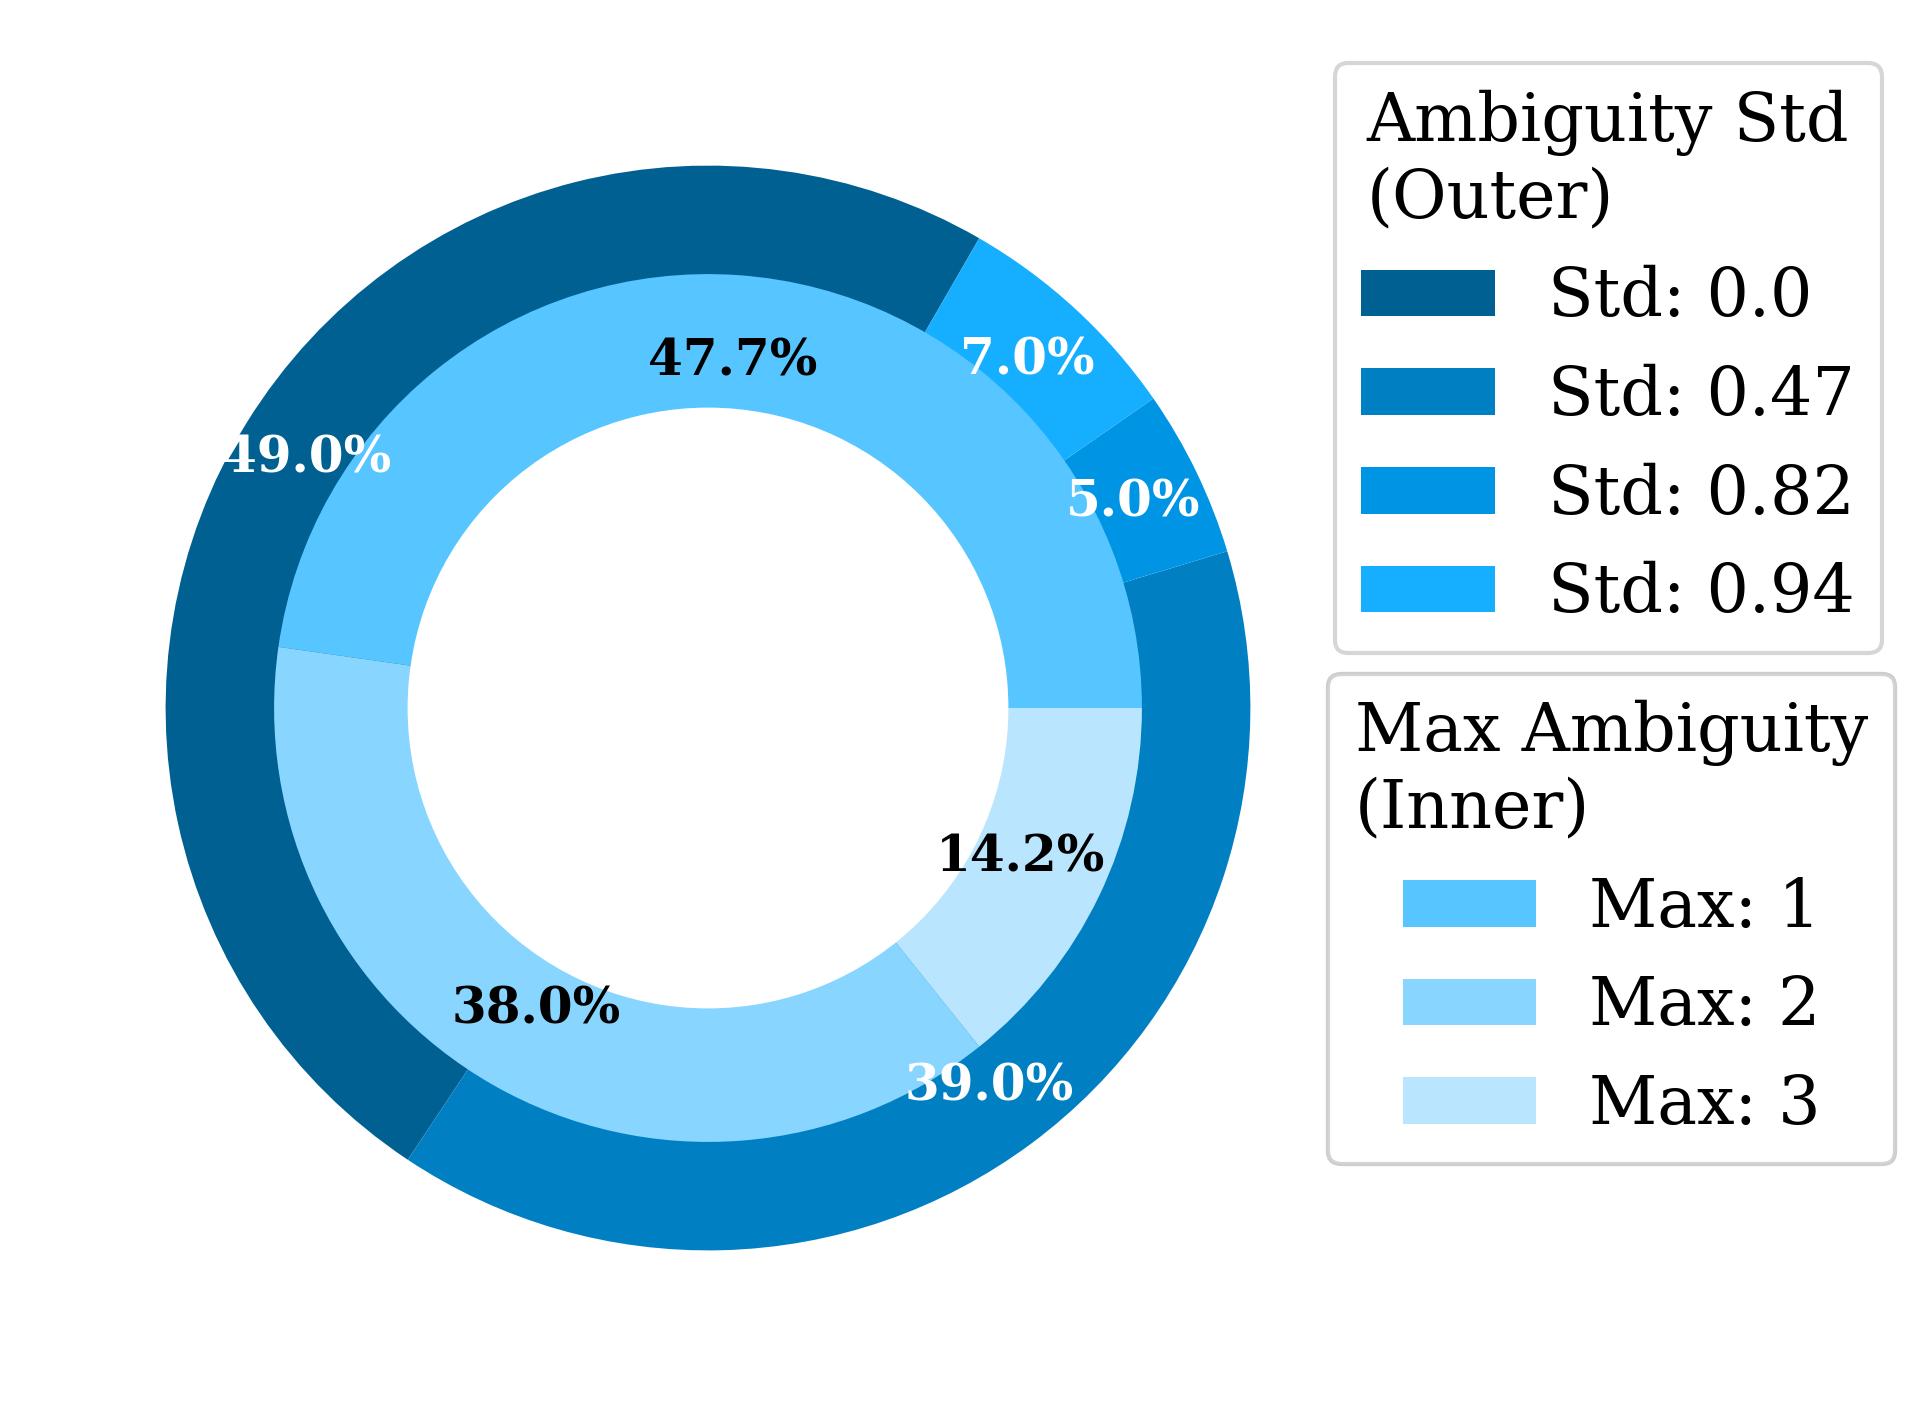 47.7%
7.0%
49.0%
5.0%
14.2%
38.0%
39.0%
Ambiguity Std
(Outer)
Std: 0.0
Std: 0.47
Std: 0.82
Std: 0.94
Max Ambiguity
(Inner)
Max: 1
Max: 2
Max: 3